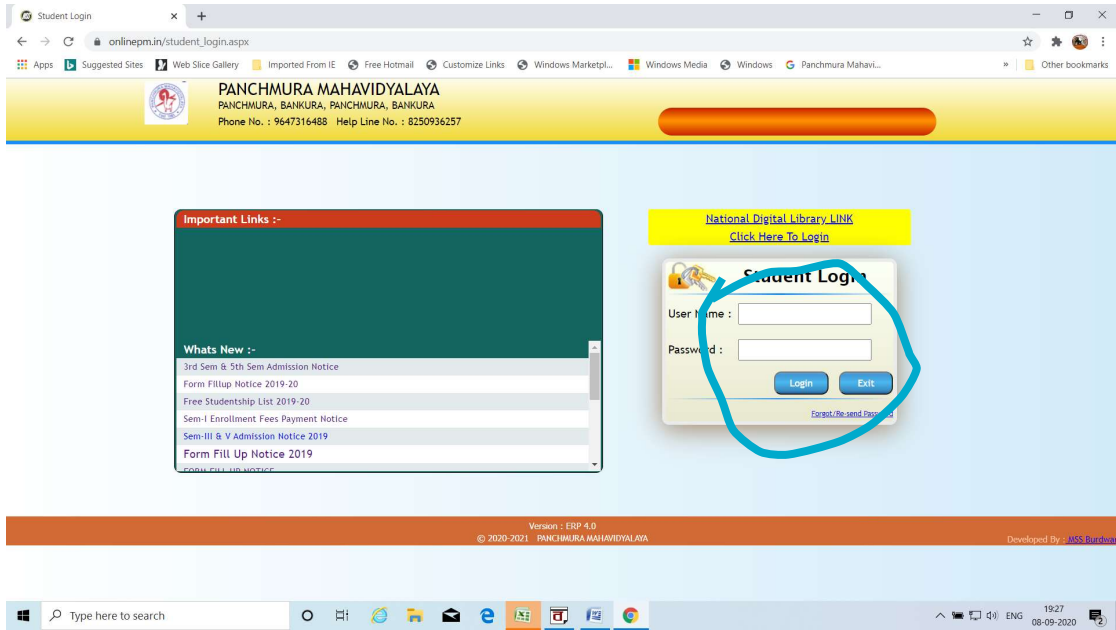 Student Login
onlinepm.in/student_login.aspx
Apps Suggested Sites Web Slice Gallery Imported From IE Free Hotmail Customize Links Windows Marketpl... Windows Media Windows Panchmura Mahavi... » Other bookmarks
PANCHMURA MAHAVIDYALAYA
PANCHMURA, BANKURA, PANCHMURA, BANKURA
Phone No. : 9647316488 Help Line No. : 8250936257
Important Links :-
Whats New :-
3rd Sem & 5th Sem Admission Notice
Form Fillup Notice 2019-20
Free Studentship List 2019-20
Sem-I Enrollment Fees Payment Notice
Sem-III & V Admission Notice 2019
Form Fill Up Notice 2019
FORM FILL UP NOTICE
National Digital Library LINK
Click Here To Login
Student Login
User Name :
Password :
Login Exit
Forgot/Re-send Password
Version : ERP 4.0
© 2020-2021 PANCHMURA MAHAVIDYALAYA
Developed By : MSS Burdwan
Type here to search
ENG
19:27
08-09-2020
2